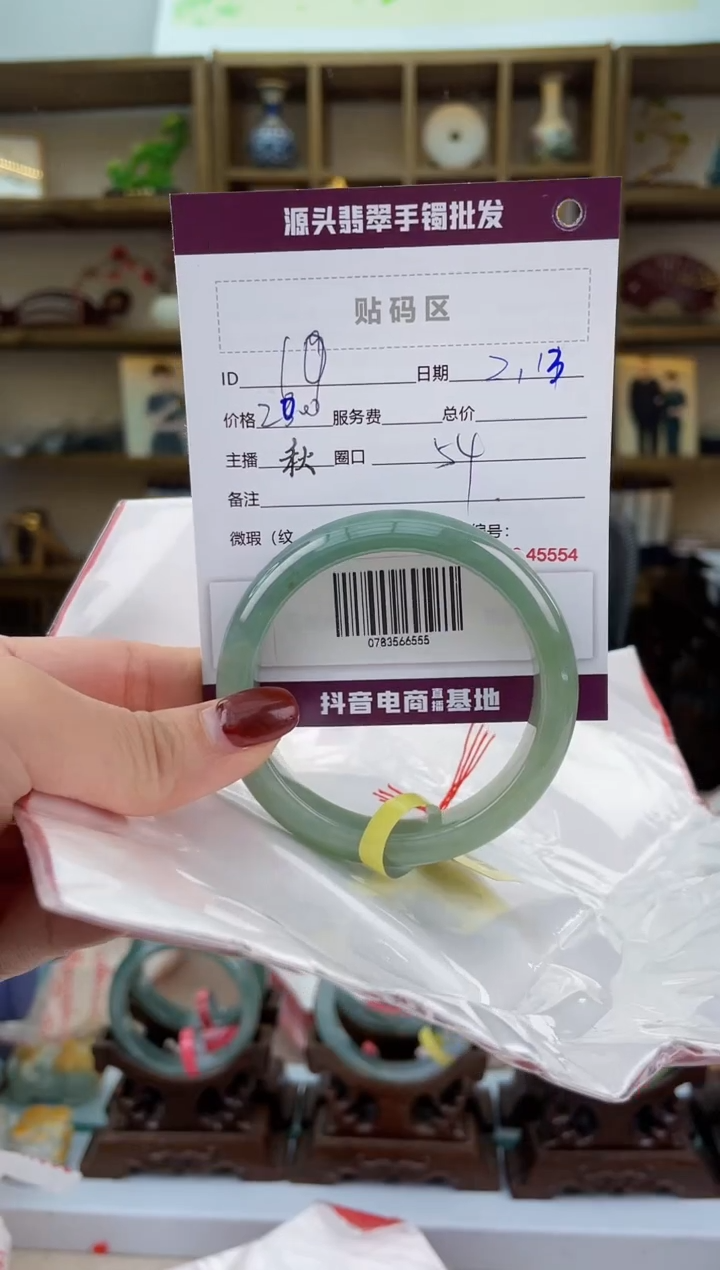 源头翡翠手镯批发
贴码区
ID 日期 2,13
价格 服务费 总价
主播 秋 圈口 54
备注
微瑕（纹 编号：
45554
0783566555
抖音电商直播基地